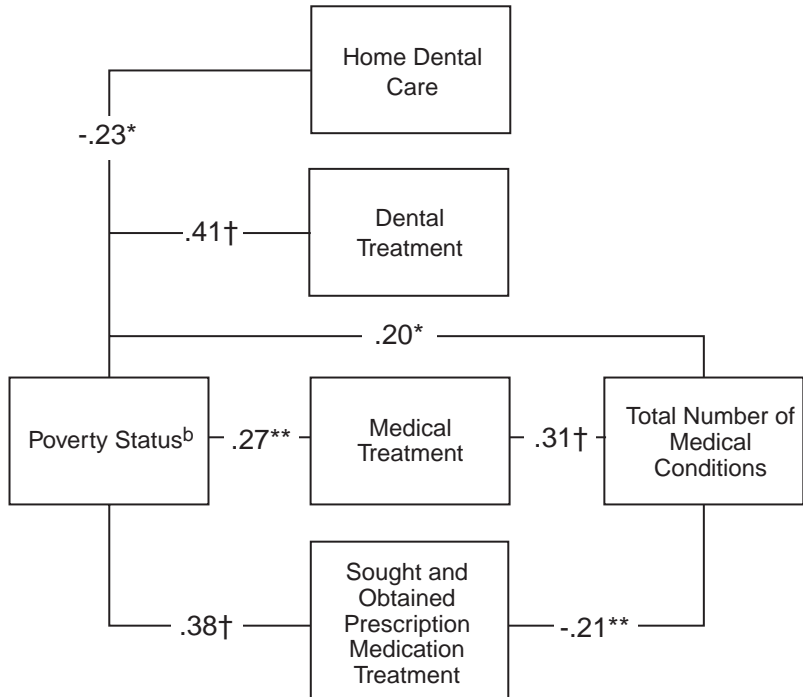 Home Dental
Care
-.23*
Dental
Treatment
.41†
.20*
Poverty Statusᵇ
.27**
Medical
Treatment
.31†
Total Number of
Medical
Conditions
Sought and
Obtained
Prescription
Medication
Treatment
.38†
-.21**